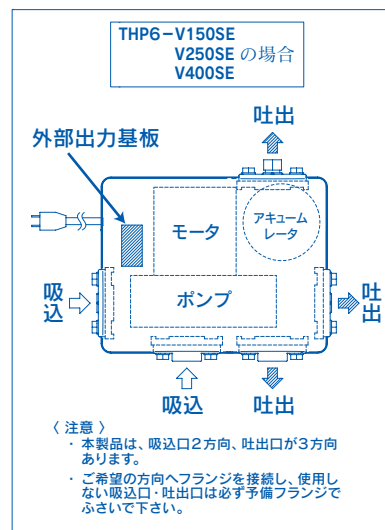 THP6−V150SE
V250SE の場合
V400SE
吐出
外部出力基板
モータ
アキューム
レータ
吸込
ポンプ
吐出
吸込
吐出
〈 注意 〉
・ 本製品は、吸込口2方向、吐出口が3方向
あります。
・ ご希望の方向へフランジを接続し、使用し
ない吸込口・吐出口は必ず予備フランジで
ふさいで下さい。